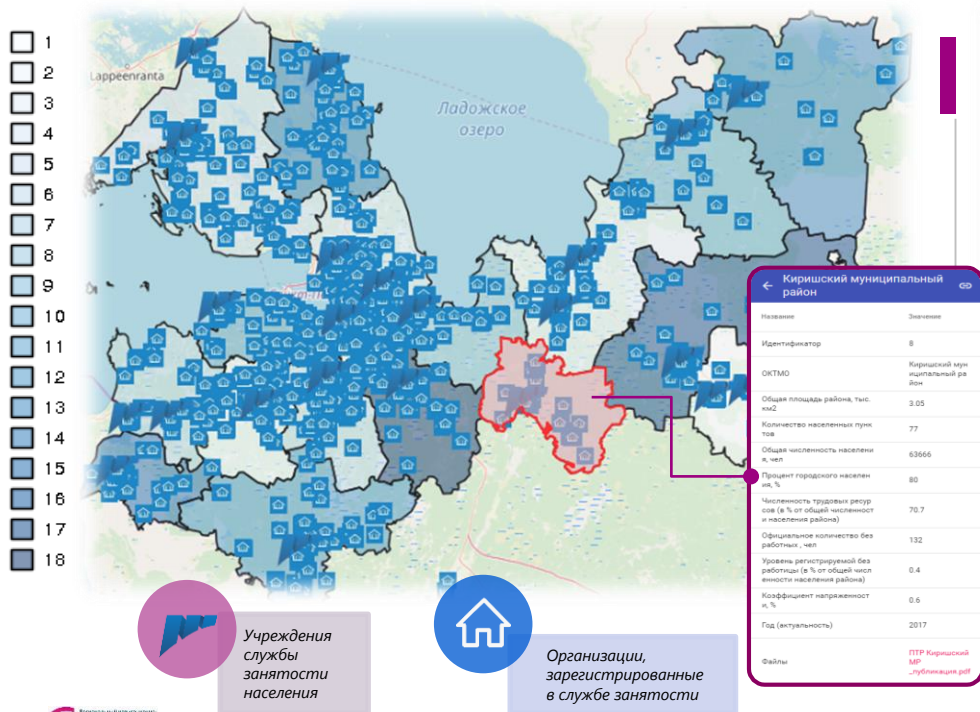 1
2
3
4
5
6
7
8
9
10
11
12
13
14
15
16
17
18
Lappeenranta
Ладожское
озеро
Киришский муниципальный
район
Название Значение
Идентификатор 8
ОКТМО Киришский мун
иципальный ра
йон
Общая площадь района, тыс.
км2 3.05
Количество населенных пунк
тов 77
Общая численность населени
я, чел 63666
Процент городского населен
ия, % 80
Численность трудовых ресур
сов (в % от общей численност
и населения района) 70.7
Официальное количество без
работных , чел 132
Уровень регистрируемой без
работицы (в % от общей числ
енности населения района) 0.4
Коэффициент напряженност
и, % 0.6
Год (актуальность) 2017
Файлы ПТР Киришский
МР
_публикация.pdf
Учреждения
службы
занятости
населения
Организации,
зарегистрированные
в службе занятости